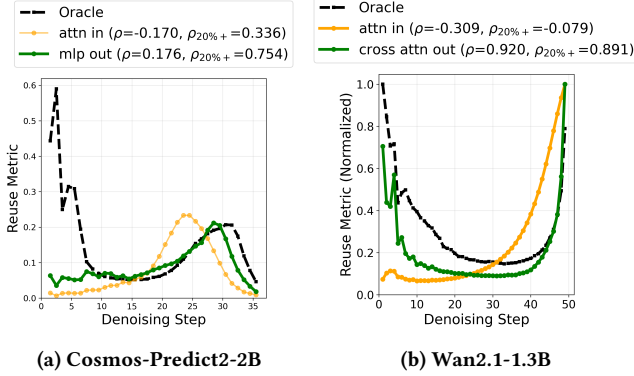 Oracle
attn in (ρ=-0.170, ρ20%+=0.336)
mlp out (ρ=0.176, ρ20%+=0.754)
Reuse Metric
0.6
0.5
0.4
0.3
0.2
0.1
0.0
0 5 10 15 20 25 30 35
Denoising Step
(a) Cosmos-Predict2-2B
Oracle
attn in (ρ=-0.309, ρ20%+=-0.079)
cross attn out (ρ=0.920, ρ20%+=0.891)
Reuse Metric (Normalized)
1.0
0.8
0.6
0.4
0.2
0.0
0 10 20 30 40 50
Denoising Step
(b) Wan2.1-1.3B